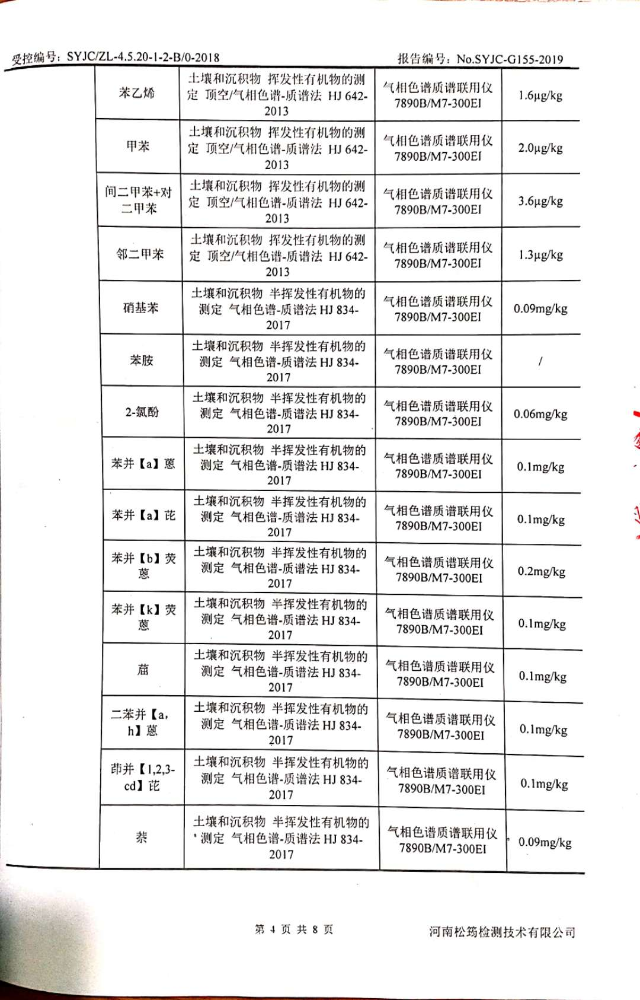 受控编号：SYJC/ZL-4.5.20-1-2-B/0-2018
报告编号：No.SYJC-G155-2019
苯乙烯
土壤和沉积物 挥发性有机物的测
定 顶空/气相色谱-质谱法 HJ 642-
2013
气相色谱质谱联用仪
7890B/M7-300EI
1.6μg/kg
甲苯
土壤和沉积物 挥发性有机物的测
定 顶空/气相色谱-质谱法 HJ 642-
2013
气相色谱质谱联用仪
7890B/M7-300EI
2.0μg/kg
间二甲苯+对
二甲苯
土壤和沉积物 挥发性有机物的测
定 顶空/气相色谱-质谱法 HJ 642-
2013
气相色谱质谱联用仪
7890B/M7-300EI
3.6μg/kg
邻二甲苯
土壤和沉积物 挥发性有机物的测
定 顶空/气相色谱-质谱法 HJ 642-
2013
气相色谱质谱联用仪
7890B/M7-300EI
1.3μg/kg
硝基苯
土壤和沉积物 半挥发性有机物的
测定 气相色谱-质谱法 HJ 834-
2017
气相色谱质谱联用仪
7890B/M7-300EI
0.09mg/kg
苯胺
土壤和沉积物 半挥发性有机物的
测定 气相色谱-质谱法 HJ 834-
2017
气相色谱质谱联用仪
7890B/M7-300EI
/
2-氯酚
土壤和沉积物 半挥发性有机物的
测定 气相色谱-质谱法 HJ 834-
2017
气相色谱质谱联用仪
7890B/M7-300EI
0.06mg/kg
苯并【a】蒽
土壤和沉积物 半挥发性有机物的
测定 气相色谱-质谱法 HJ 834-
2017
气相色谱质谱联用仪
7890B/M7-300EI
0.1mg/kg
苯并【a】芘
土壤和沉积物 半挥发性有机物的
测定 气相色谱-质谱法 HJ 834-
2017
气相色谱质谱联用仪
7890B/M7-300EI
0.1mg/kg
苯并【b】荧
蒽
土壤和沉积物 半挥发性有机物的
测定 气相色谱-质谱法 HJ 834-
2017
气相色谱质谱联用仪
7890B/M7-300EI
0.2mg/kg
苯并【k】荧
蒽
土壤和沉积物 半挥发性有机物的
测定 气相色谱-质谱法 HJ 834-
2017
气相色谱质谱联用仪
7890B/M7-300EI
0.1mg/kg
䓛
土壤和沉积物 半挥发性有机物的
测定 气相色谱-质谱法 HJ 834-
2017
气相色谱质谱联用仪
7890B/M7-300EI
0.1mg/kg
二苯并【a，
h】蒽
土壤和沉积物 半挥发性有机物的
测定 气相色谱-质谱法 HJ 834-
2017
气相色谱质谱联用仪
7890B/M7-300EI
0.1mg/kg
茚并【1,2,3-
cd】芘
土壤和沉积物 半挥发性有机物的
测定 气相色谱-质谱法 HJ 834-
2017
气相色谱质谱联用仪
7890B/M7-300EI
0.1mg/kg
萘
土壤和沉积物 半挥发性有机物的
测定 气相色谱-质谱法 HJ 834-
2017
气相色谱质谱联用仪
7890B/M7-300EI
0.09mg/kg
第 4 页 共 8 页
河南松筠检测技术有限公司